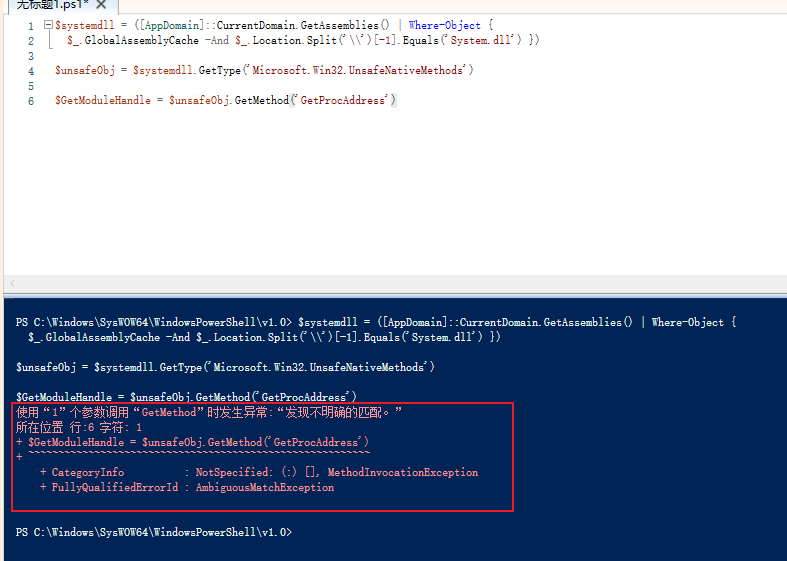 无标题1.ps1* X
1 $systemdll = ([AppDomain]::CurrentDomain.GetAssemblies() | Where-Object {
2 $_.GlobalAssemblyCache -And $_.Location.Split('\\')[-1].Equals('System.dll') })
3
4 $unsafeObj = $systemdll.GetType('Microsoft.Win32.UnsafeNativeMethods')
5
6 $GetModuleHandle = $unsafeObj.GetMethod('GetProcAddress')
PS C:\Windows\SysWOW64\WindowsPowerShell\v1.0> $systemdll = ([AppDomain]::CurrentDomain.GetAssemblies() | Where-Object {
$_.GlobalAssemblyCache -And $_.Location.Split('\\')[-1].Equals('System.dll') })
$unsafeObj = $systemdll.GetType('Microsoft.Win32.UnsafeNativeMethods')
$GetModuleHandle = $unsafeObj.GetMethod('GetProcAddress')
使用“1”个参数调用“GetMethod”时发生异常:“发现不明确的匹配。”
所在位置 行:6 字符: 1
+ $GetModuleHandle = $unsafeObj.GetMethod('GetProcAddress')
+ ~~~~~~~~~~~~~~~~~~~~~~~~~~~~~~~~~~~~~~~~~~~~~~~~~~~~~~~~~
+ CategoryInfo : NotSpecified: (:) [], MethodInvocationException
+ FullyQualifiedErrorId : AmbiguousMatchException
PS C:\Windows\SysWOW64\WindowsPowerShell\v1.0>